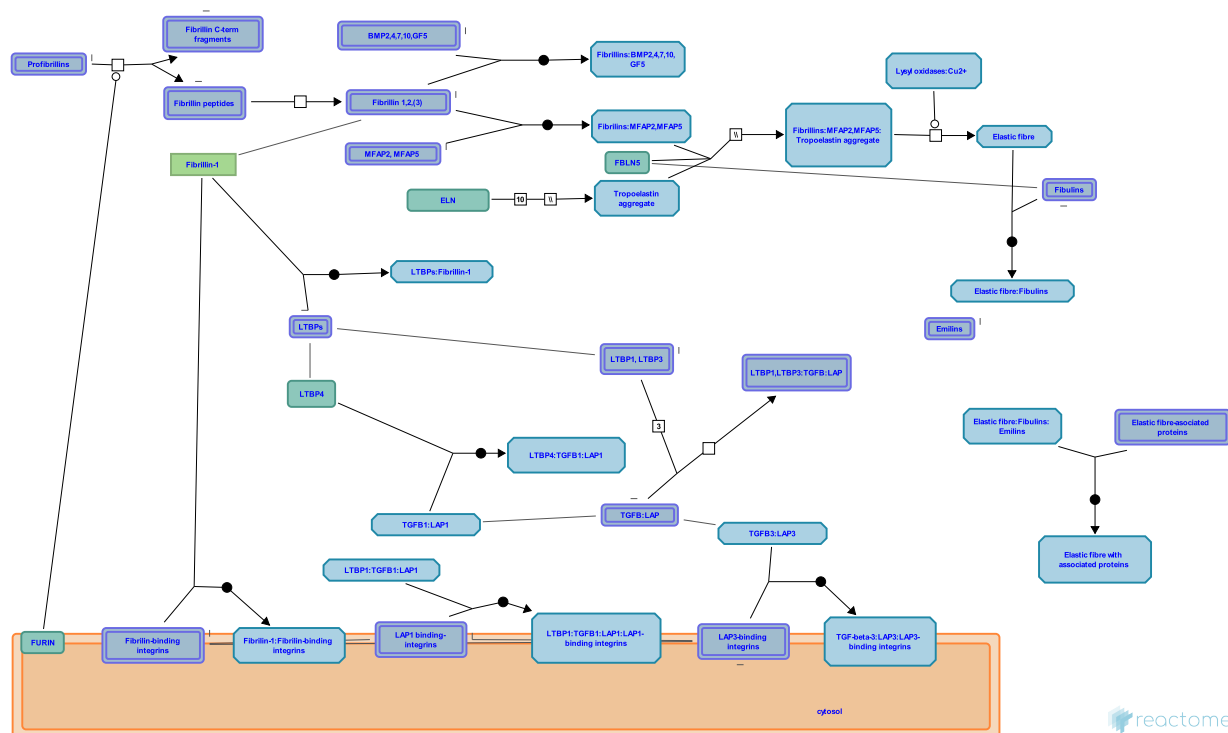 Fibrillin C-term
fragments
BMP2,4,7,10,GF5
Profibrillins
Fibrillins:BMP2,4,7,10,
GF5
Lysyl oxidases:Cu2+
Fibrillin peptides
Fibrillin 1,2,(3)
Fibrillins:MFAP2,MFAP5
Fibrillins:MFAP2,MFAP5:
Tropoelastin aggregate
Elastic fibre
\\
MFAP2, MFAP5
Fibrillin-1
FBLN5
Fibulins
ELN
10
\\
Tropoelastin
aggregate
LTBPs:Fibrillin-1
Elastic fibre:Fibulins
LTBPs
Emilins
LTBP1, LTBP3
LTBP1,LTBP3:TGFB:LAP
LTBP4
3
Elastic fibre:Fibulins:
Emilins
Elastic fibre-asociated
proteins
LTBP4:TGFB1:LAP1
TGFB1:LAP1
TGFB:LAP
TGFB3:LAP3
Elastic fibre with
associated proteins
LTBP1:TGFB1:LAP1
FURIN
Fibrilin-binding
integrins
Fibrilin-1:Fibrilin-binding
integrins
LAP1 binding-
integrins
LTBP1:TGFB1:LAP1:LAP1-
binding integrins
LAP3-binding
integrins
TGF-beta-3:LAP3:LAP3-
binding integrins
cytosol
reactome